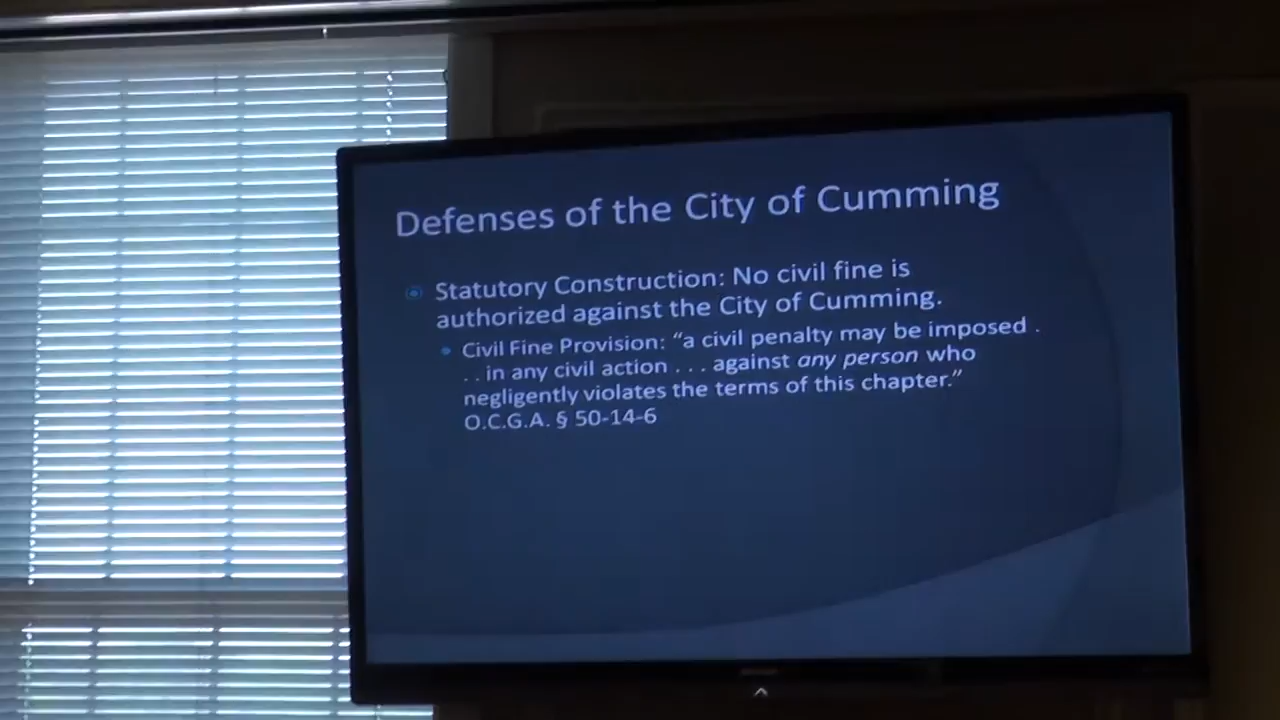 Defenses of the City of Cumming
Statutory Construction: No civil fine is
authorized against the City of Cumming.
Civil Fine Provision: “a civil penalty may be imposed .
. . in any civil action . . . against any person who
negligently violates the terms of this chapter.”
O.C.G.A. § 50-14-6